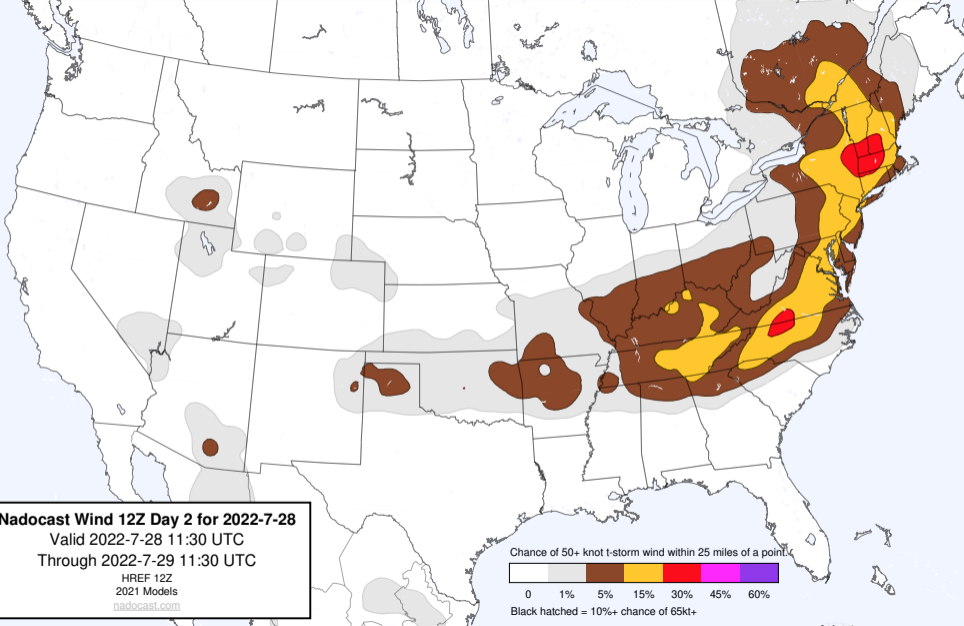 Nadocast Wind 12Z Day 2 for 2022-7-28
Valid 2022-7-28 11:30 UTC
Through 2022-7-29 11:30 UTC
HREF 12Z
2021 Models
nadocast.com
Chance of 50+ knot t-storm wind within 25 miles of a point.
0 1% 5% 15% 30% 45% 60%
Black hatched = 10%+ chance of 65kt+